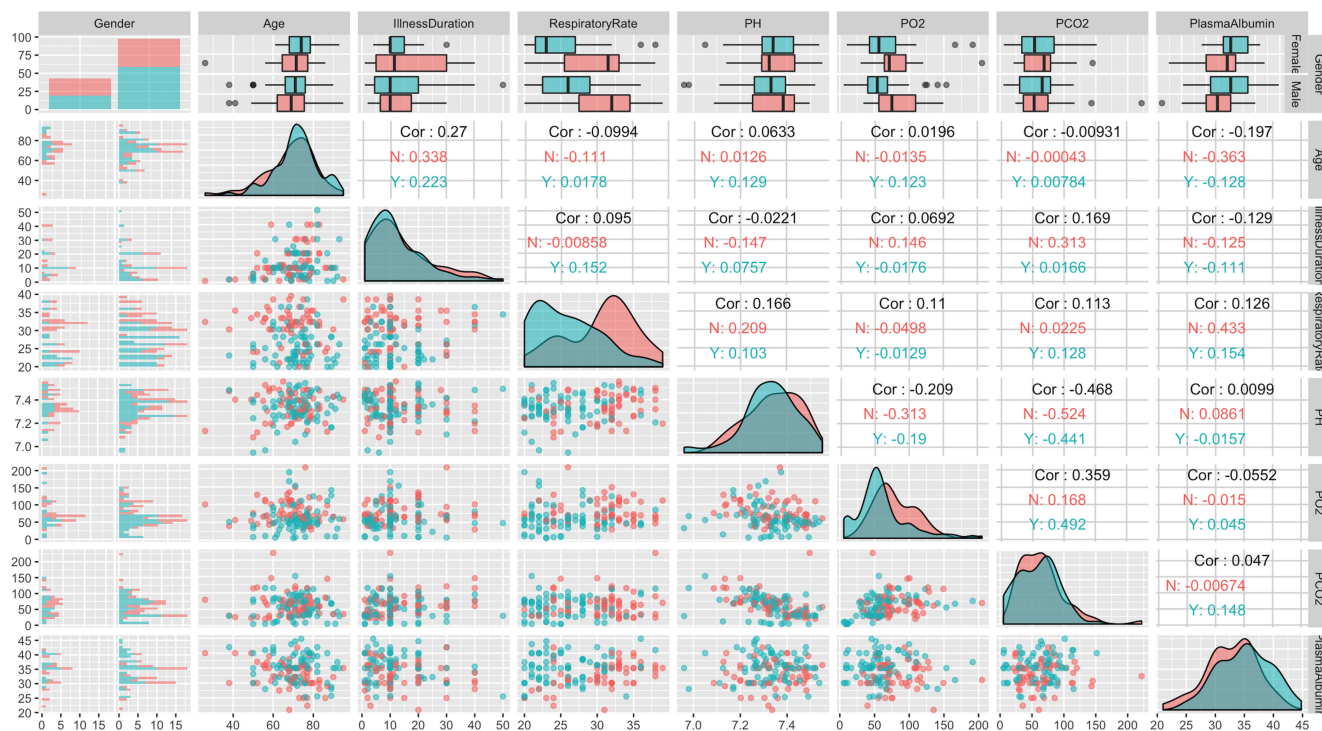 Gender Age IllnessDuration RespiratoryRate PH PO2 PCO2 PlasmaAlbumin
100
75
50
25
0
Female Male
Gender
80
60
40
Cor : 0.27 Cor : -0.0994 Cor : 0.0633 Cor : 0.0196 Cor : -0.00931 Cor : -0.197
N: 0.338 N: -0.111 N: 0.0126 N: -0.0135 N: -0.00043 N: -0.363
Y: 0.223 Y: 0.0178 Y: 0.129 Y: 0.123 Y: 0.00784 Y: -0.128
Age
50
40
30
20
10
0
Cor : 0.095 Cor : -0.0221 Cor : 0.0692 Cor : 0.169 Cor : -0.129
N: -0.00858 N: -0.147 N: 0.146 N: 0.313 N: -0.125
Y: 0.152 Y: 0.0757 Y: -0.0176 Y: 0.0166 Y: -0.111
40
35
30
25
20
Cor : 0.166 Cor : 0.11 Cor : 0.113 Cor : 0.126
N: 0.209 N: -0.0498 N: 0.0225 N: 0.433
Y: 0.103 Y: -0.0129 Y: 0.128 Y: 0.154
7.4
7.2
7.0
Cor : -0.209 Cor : -0.468 Cor : 0.0099
N: -0.313 N: -0.524 N: 0.0861
Y: -0.19 Y: -0.441 Y: -0.0157
PH
200
150
100
50
0
Cor : 0.359 Cor : -0.0552
N: 0.168 N: -0.015
Y: 0.492 Y: 0.045
PO2
200
150
100
50
0
Cor : 0.047
N: -0.00674
Y: 0.148
PCO2
45
40
35
30
25
20
0 5 10 15 0 5 10 15 40 60 80 0 10 20 30 40 50 20 25 30 35 7.0 7.2 7.4 0 50 100 150 200 0 50 100 150 200 20 25 30 35 40 45